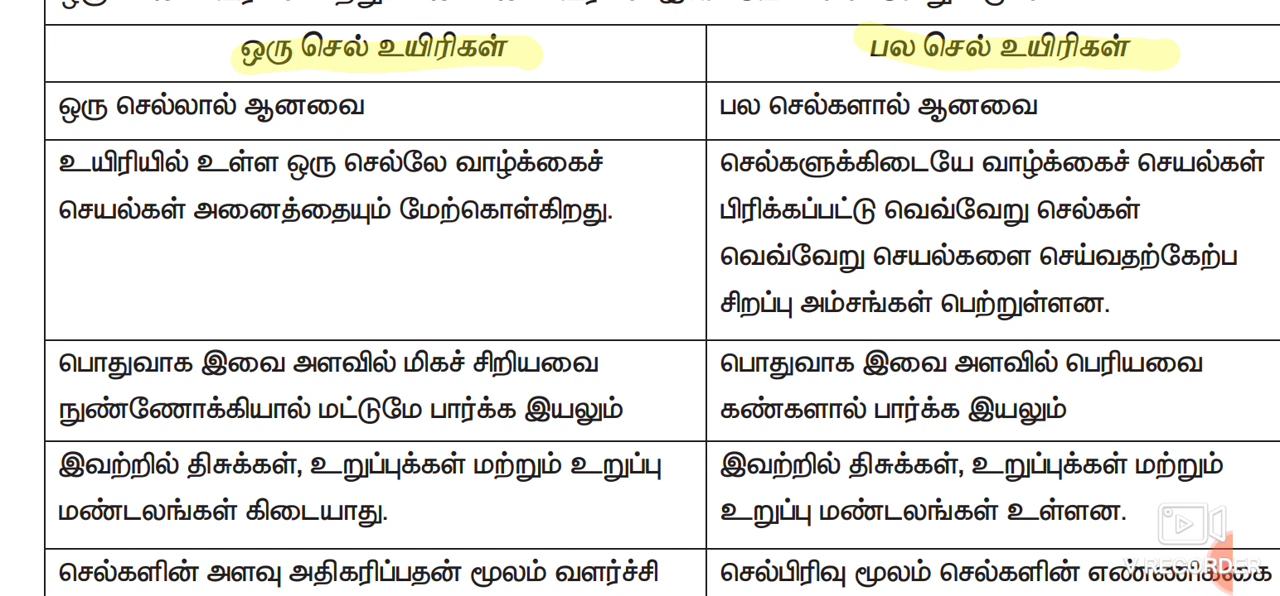 ஒரு செல் உயிரிகள்
பல செல் உயிரிகள்
ஒரு செல்லால் ஆனவை
பல செல்களால் ஆனவை
உயிரியில் உள்ள ஒரு செல்லே வாழ்க்கைச்
செயல்கள் அனைத்தையும் மேற்கொள்கிறது.
செல்களுக்கிடையே வாழ்க்கைச் செயல்கள்
பிரிக்கப்பட்டு வெவ்வேறு செல்கள்
வெவ்வேறு செயல்களை செய்வதற்கேற்ப
சிறப்பு அம்சங்கள் பெற்றுள்ளன.
பொதுவாக இவை அளவில் மிகச் சிறியவை
நுண்ணோக்கியால் மட்டுமே பார்க்க இயலும்
பொதுவாக இவை அளவில் பெரியவை
கண்களால் பார்க்க இயலும்
இவற்றில் திசுக்கள், உறுப்புக்கள் மற்றும் உறுப்பு
மண்டலங்கள் கிடையாது.
இவற்றில் திசுக்கள், உறுப்புக்கள் மற்றும்
உறுப்பு மண்டலங்கள் உள்ளன.
செல்களின் அளவு அதிகரிப்பதன் மூலம் வளர்ச்சி
செல்பிரிவு மூலம் செல்களின் எண்ணிக்கை
V RECORDER